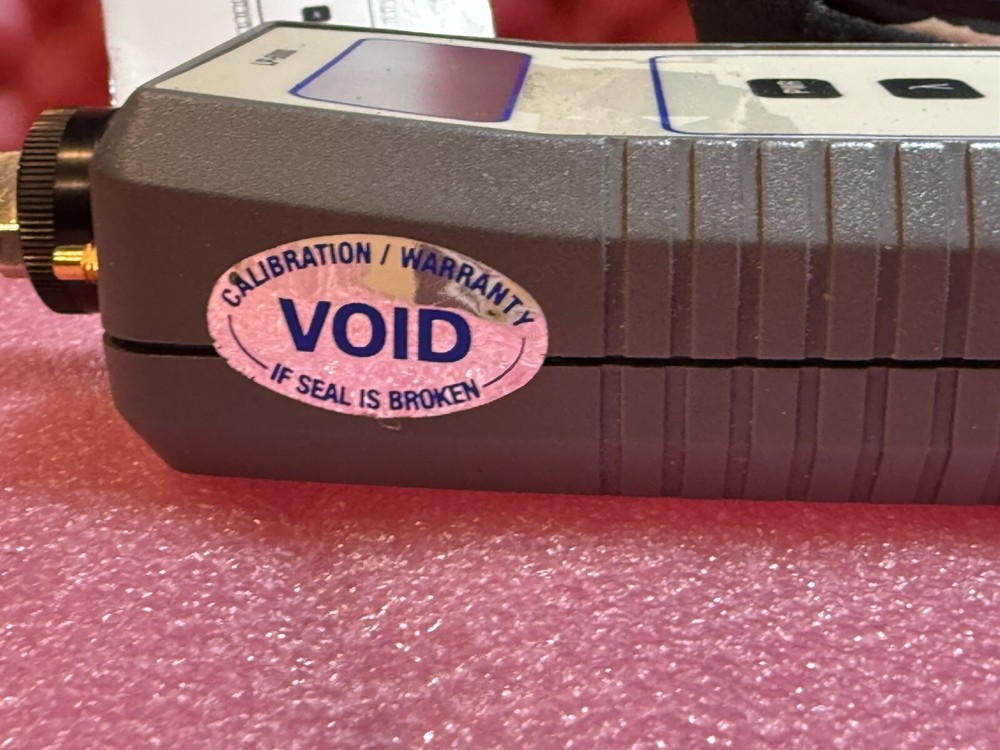 CALIBRATION / WARRANTY
VOID
IF SEAL IS BROKEN